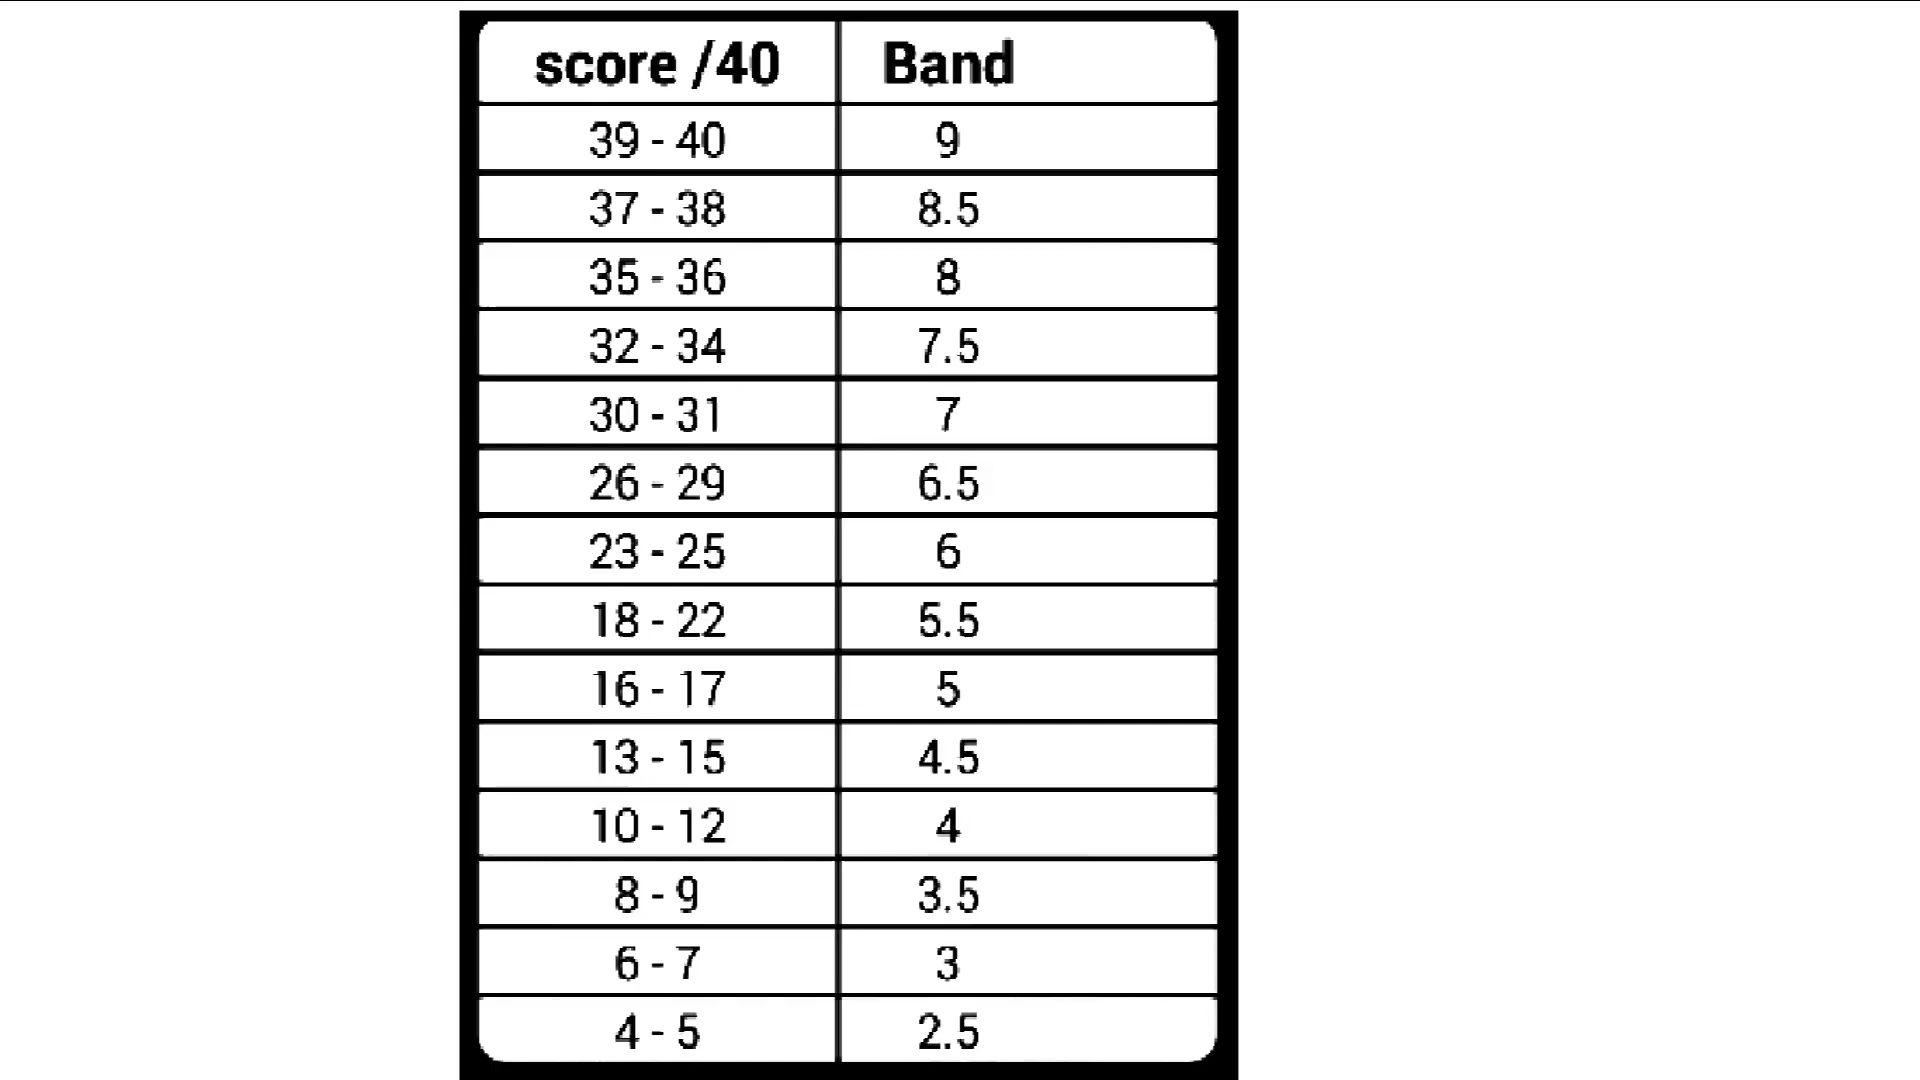 score /40 Band
39 - 40 9
37 - 38 8.5
35 - 36 8
32 - 34 7.5
30 - 31 7
26 - 29 6.5
23 - 25 6
18 - 22 5.5
16 - 17 5
13 - 15 4.5
10 - 12 4
8 - 9 3.5
6 - 7 3
4 - 5 2.5